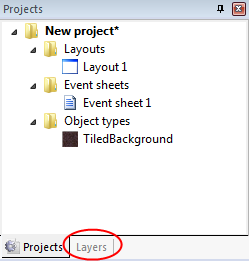 Projects
New project*
Layouts
Layout 1
Event sheets
Event sheet 1
Object types
TiledBackground
Projects Layers